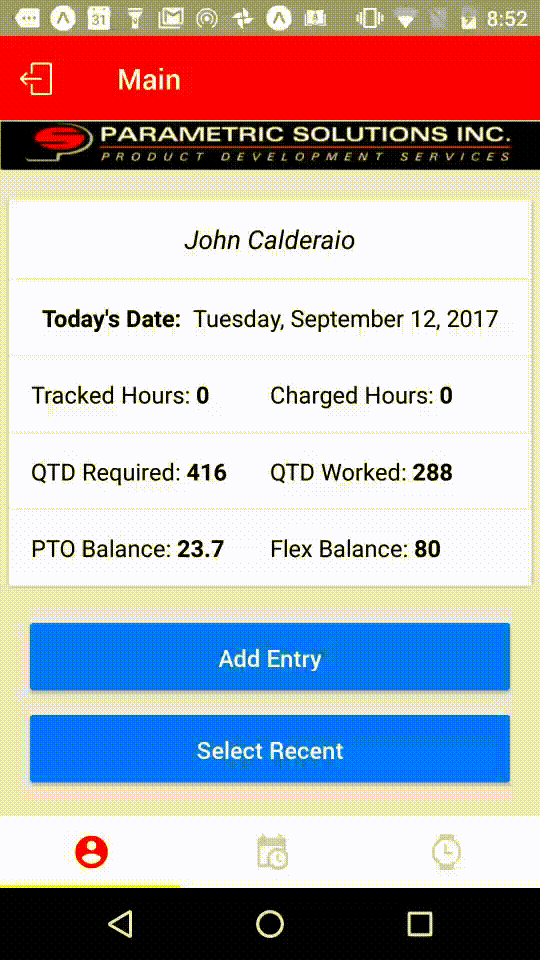 31 8:52
Main
PARAMETRIC SOLUTIONS INC.
PRODUCT DEVELOPMENT SERVICES
John Calderaio
Today's Date: Tuesday, September 12, 2017
Tracked Hours: 0 Charged Hours: 0
QTD Required: 416 QTD Worked: 288
PTO Balance: 23.7 Flex Balance: 80
Add Entry
Select Recent